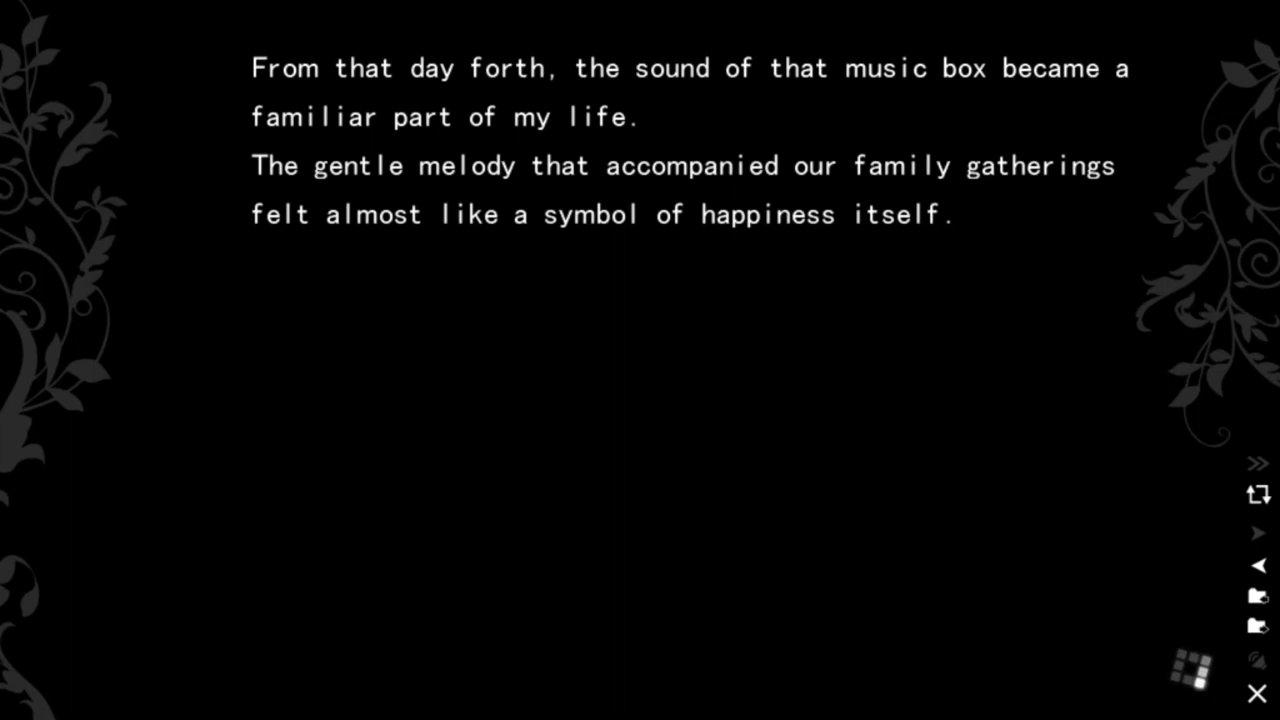 From that day forth, the sound of that music box became a
familiar part of my life.
The gentle melody that accompanied our family gatherings
felt almost like a symbol of happiness itself.